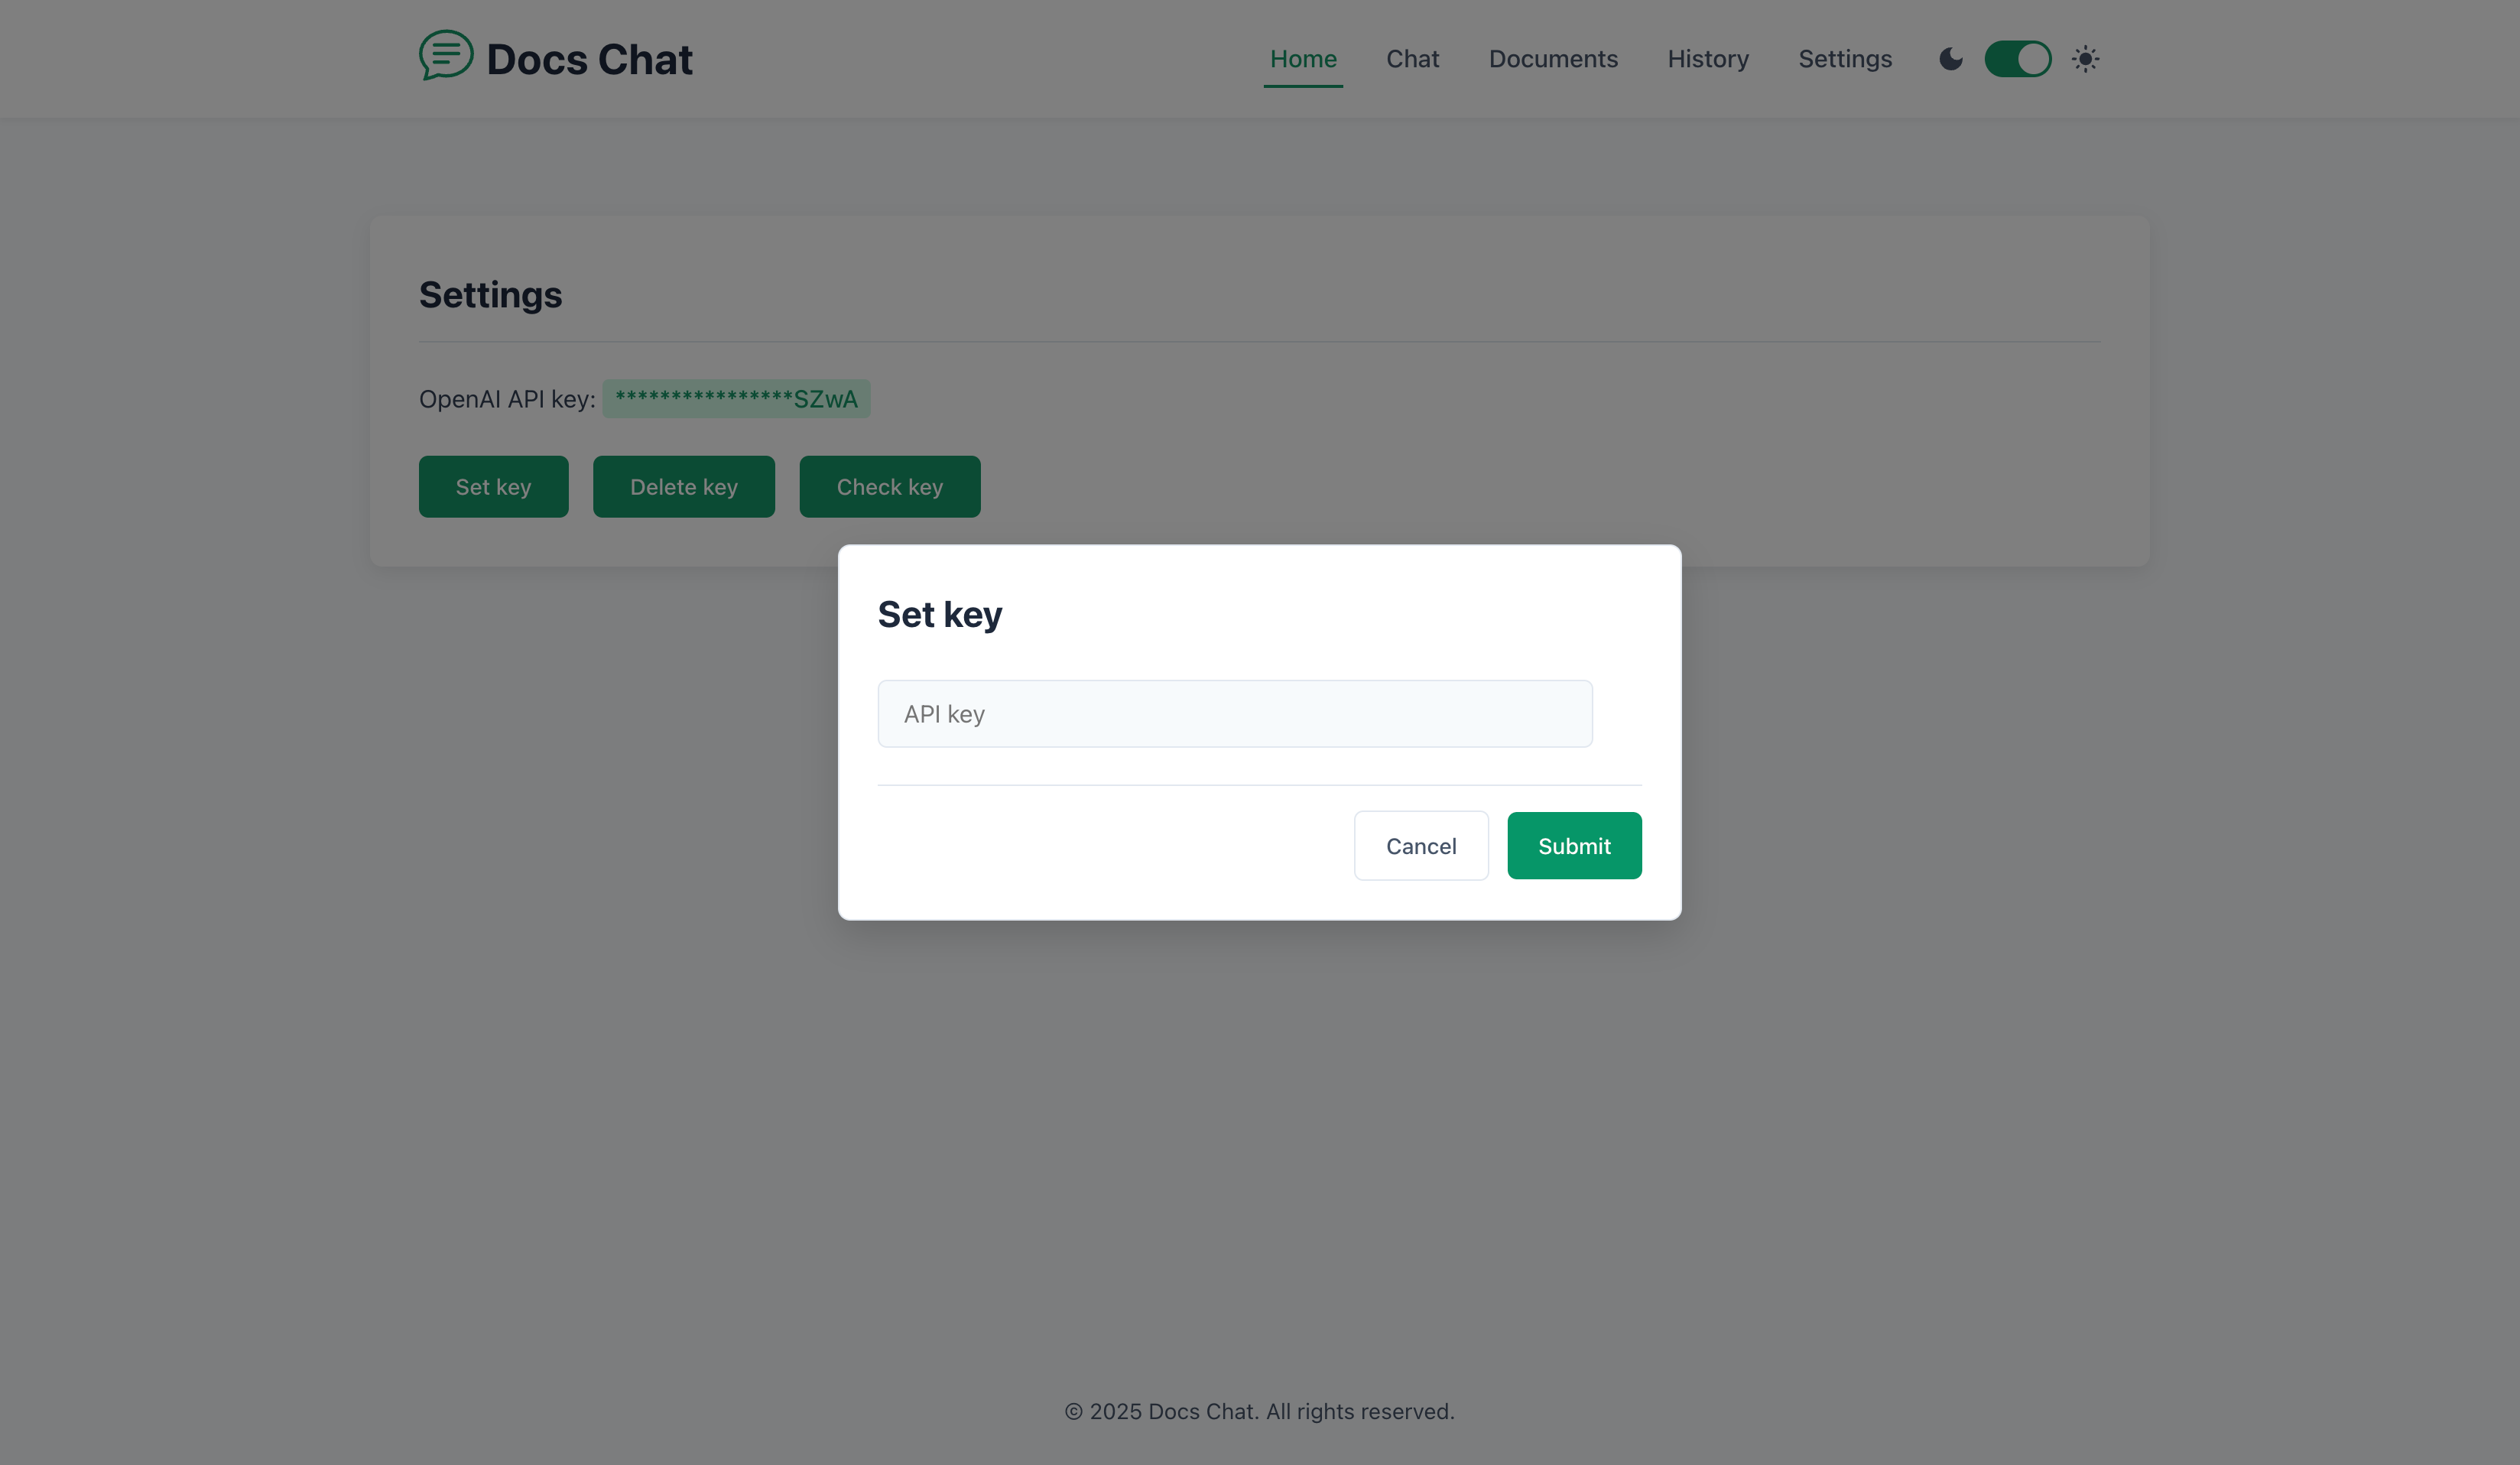 Docs Chat
Home Chat Documents History Settings
Settings
OpenAI API key: ****************SZwA
Set key Delete key Check key
Set key
API key
Cancel Submit
© 2025 Docs Chat. All rights reserved.